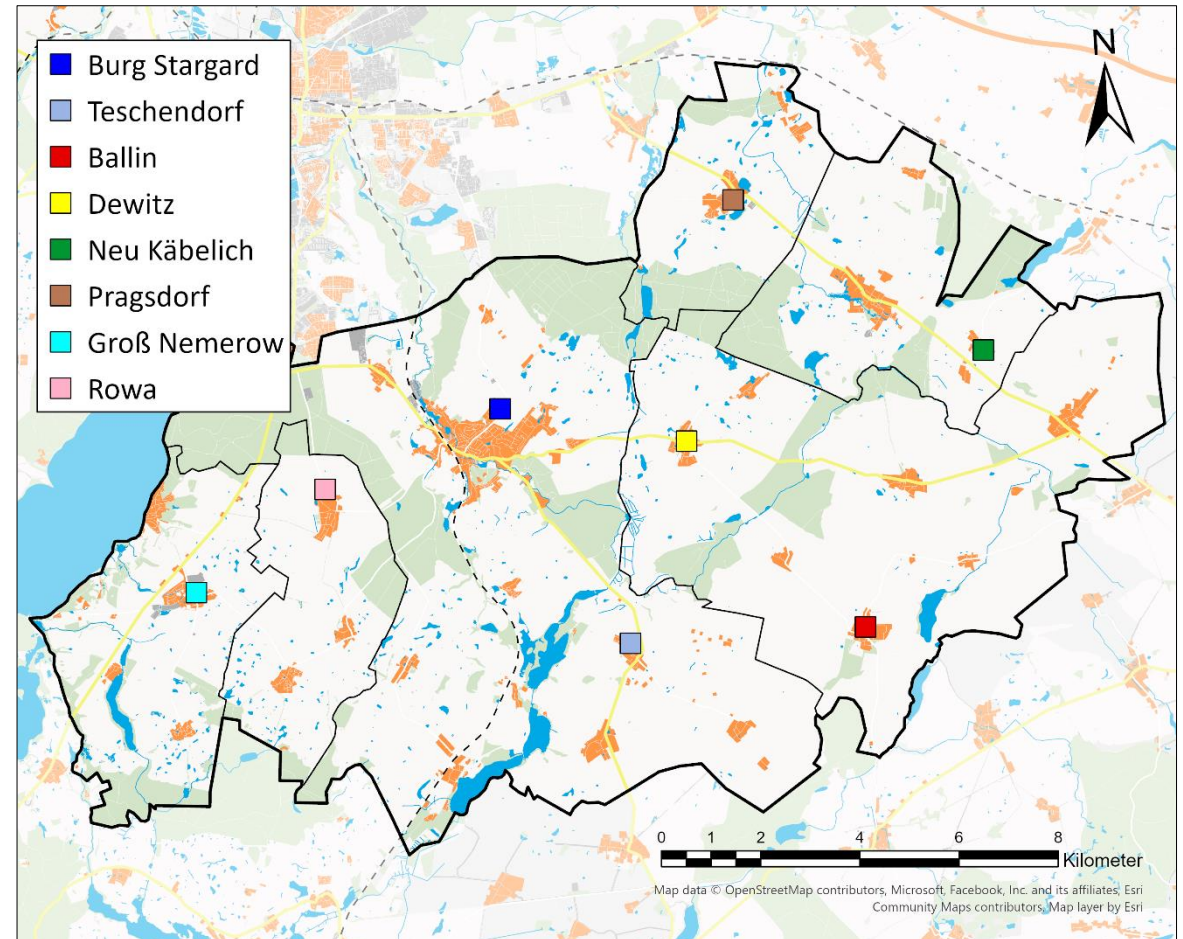 Burg Stargard
Teschendorf
Ballin
Dewitz
Neu Käbelich
Pragsdorf
Groß Nemerow
Rowa
N
0 1 2 4 6 8
Kilometer
Map data © OpenStreetMap contributors, Microsoft, Facebook, Inc. and its affiliates, Esri
Community Maps contributors, Map layer by Esri